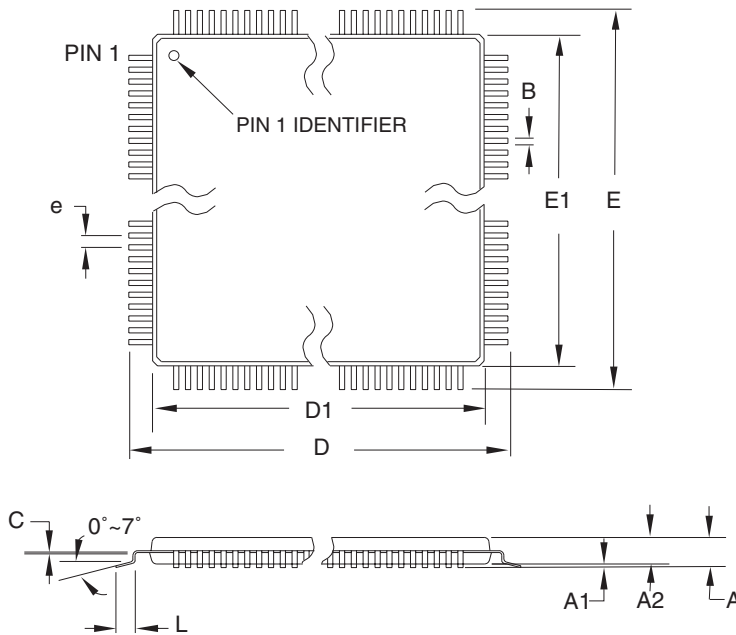 PIN 1
PIN 1 IDENTIFIER
B
e
E1
E
D1
D
C
0°~7°
L
A1
A2
A